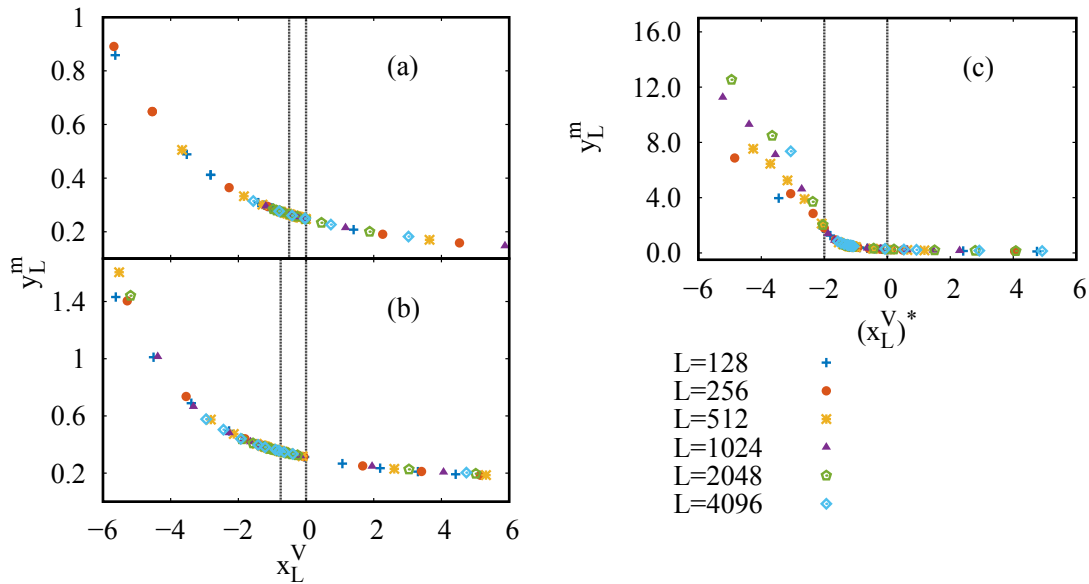 1
0.8
0.6
0.4
0.2
(a)
y_L^m
1.4
1
0.6
0.2
(b)
−6 −4 −2 0 2 4 6
x_L^V
16.0
12.0
8.0
4.0
0.0
y_L^m
(c)
−6 −4 −2 0 2 4 6
(x_L^V)*
L=128
L=256
L=512
L=1024
L=2048
L=4096